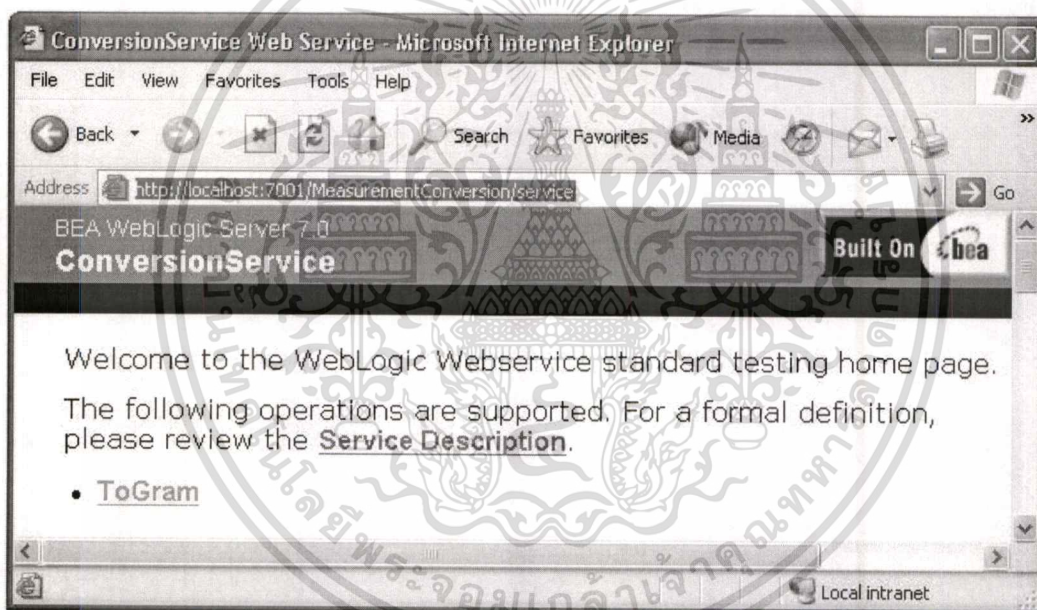 ConversionService Web Service - Microsoft Internet Explorer
File Edit View Favorites Tools Help
Back Search Favorites Media »
Address http://localhost:7001/MeasurementConversion/service Go
BEA WebLogic Server 7.0
ConversionService
Built On bea
Welcome to the WebLogic Webservice standard testing home page.
The following operations are supported. For a formal definition,
please review the Service Description.
• ToGram
Local intranet